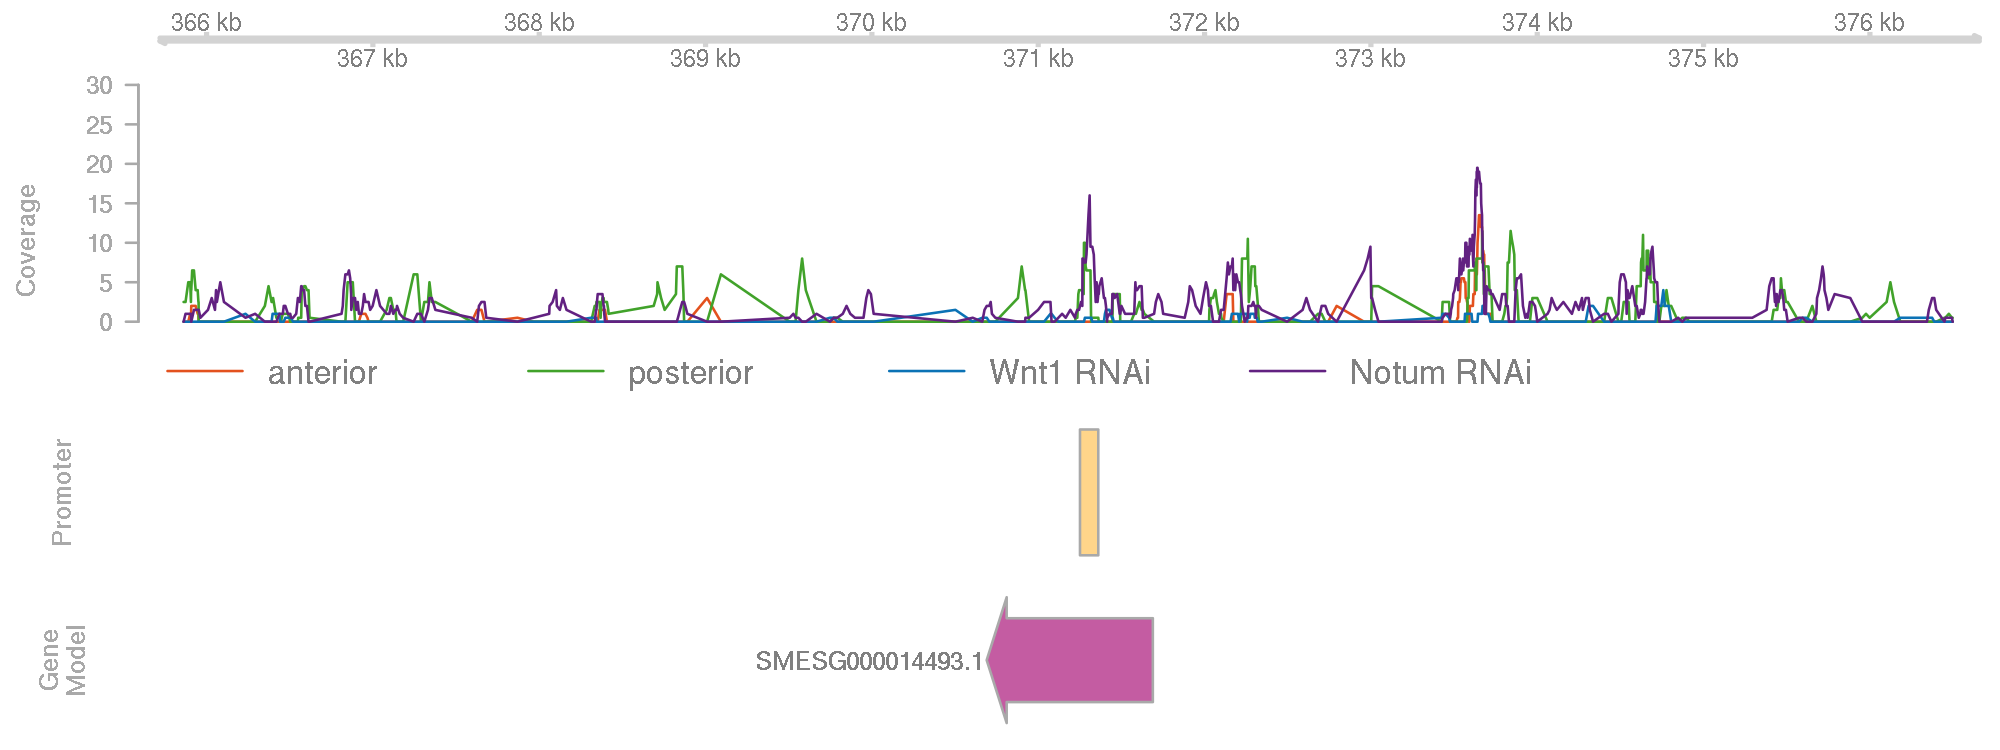 366 kb 368 kb 370 kb 372 kb 374 kb 376 kb
367 kb 369 kb 371 kb 373 kb 375 kb
30
25
20
15
10
5
0
Coverage
anterior posterior Wnt1 RNAi Notum RNAi
Promoter
Gene
Model
SMESG000014493.1